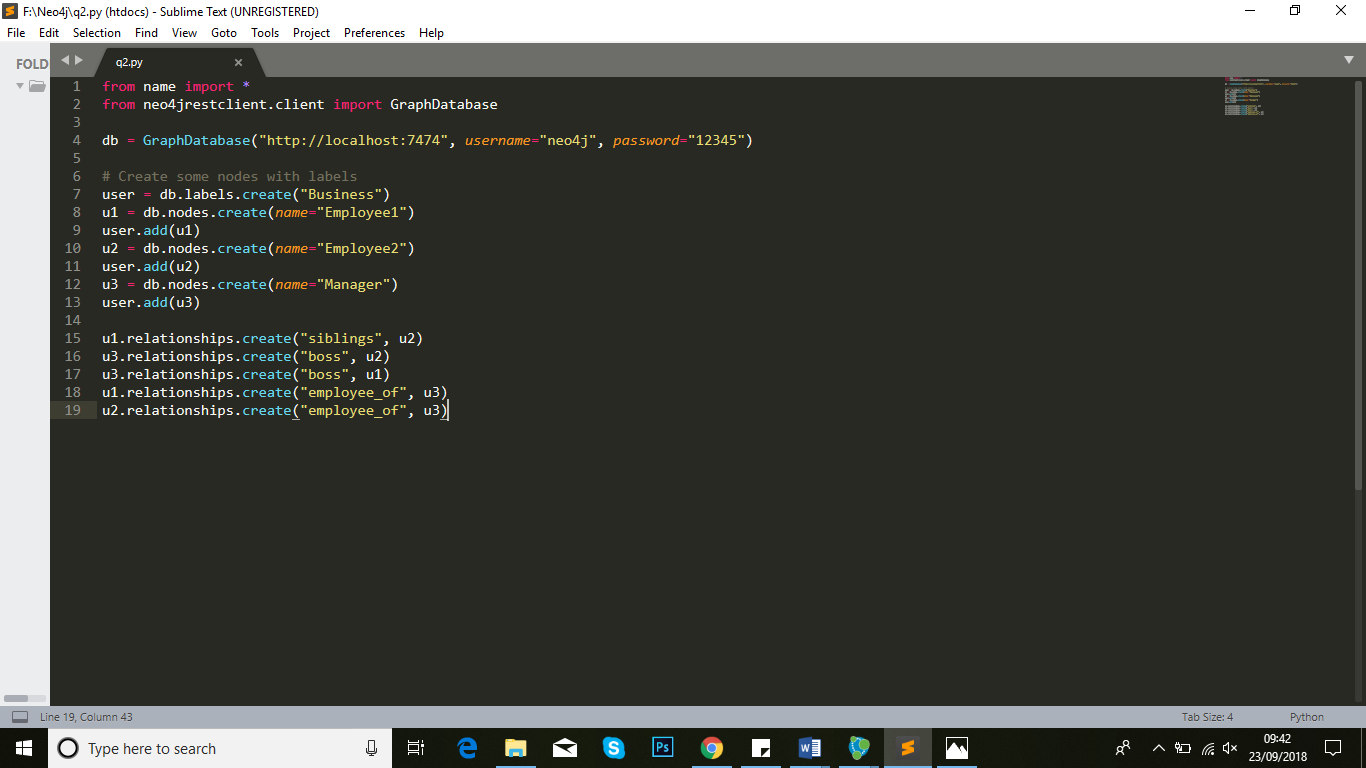 F:\Neo4j\q2.py (htdocs) - Sublime Text (UNREGISTERED)
File Edit Selection Find View Goto Tools Project Preferences Help
FOLD
q2.py
1 from name import *
2 from neo4jrestclient.client import GraphDatabase
3
4 db = GraphDatabase("http://localhost:7474", username="neo4j", password="12345")
5
6 # Create some nodes with labels
7 user = db.labels.create("Business")
8 u1 = db.nodes.create(name="Employee1")
9 user.add(u1)
10 u2 = db.nodes.create(name="Employee2")
11 user.add(u2)
12 u3 = db.nodes.create(name="Manager")
13 user.add(u3)
14
15 u1.relationships.create("siblings", u2)
16 u3.relationships.create("boss", u2)
17 u3.relationships.create("boss", u1)
18 u1.relationships.create("employee_of", u3)
19 u2.relationships.create("employee_of", u3)
Line 19, Column 43 Tab Size: 4 Python
Type here to search
Ps
09:42
23/09/2018